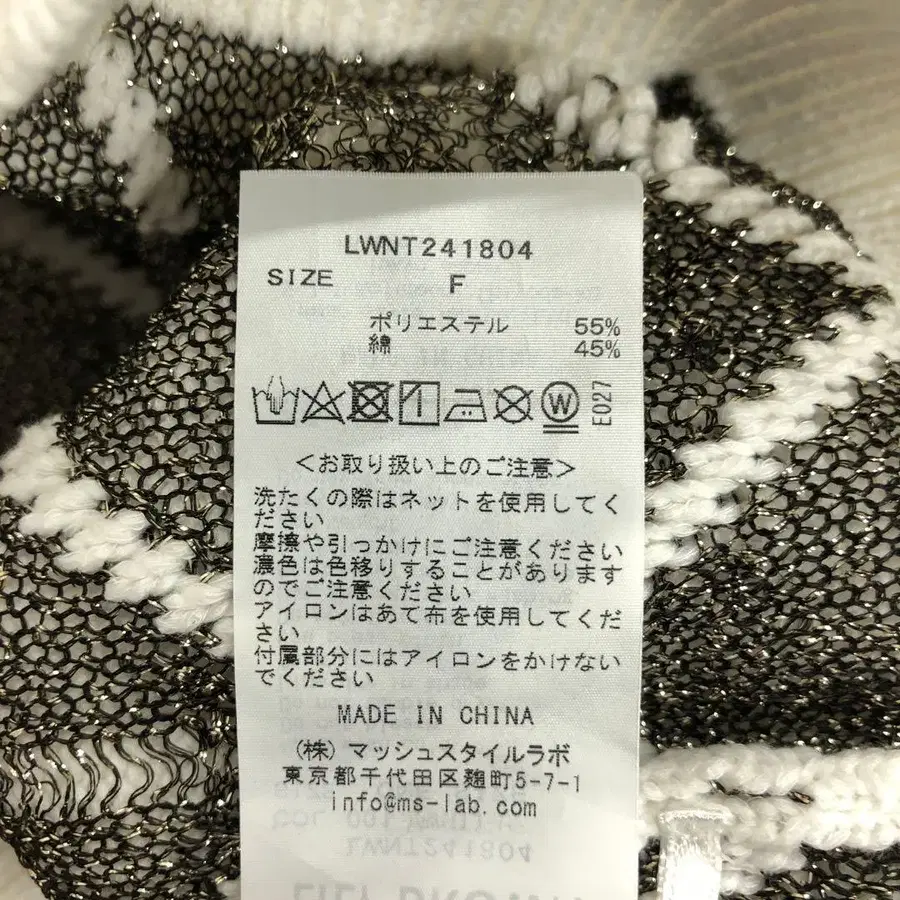 LWNT241804
SIZE F
ポリエステル 55%
綿 45%
W E027
<お取り扱い上のご注意>
洗たくの際はネットを使用してく
ださい
摩擦や引っかけにご注意ください
濃色は色移りすることがあります
のでご注意ください
アイロンはあて布を使用してくだ
さい
付属部分にはアイロンをかけない
でください
MADE IN CHINA
(株)マッシュスタイルラボ
東京都千代田区麹町5-7-1
info@ms-lab.com
LWNT241804